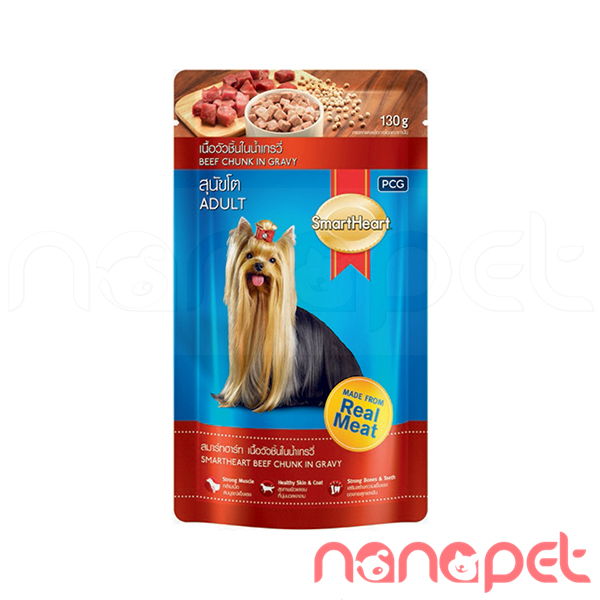 130g
เนื้อวัวชิ้นในน้ำเกรวี่
BEEF CHUNK IN GRAVY
สุนัขโต
ADULT
PCG
SmartHeart
nanapet
MADE FROM
Real
Meat
สมาร์ทฮาร์ท เนื้อวัวชิ้นในน้ำเกรวี่
SMARTHEART BEEF CHUNK IN GRAVY
Strong Muscle
Healthy Skin & Coat
Strong Bones & Teeth
nanapet